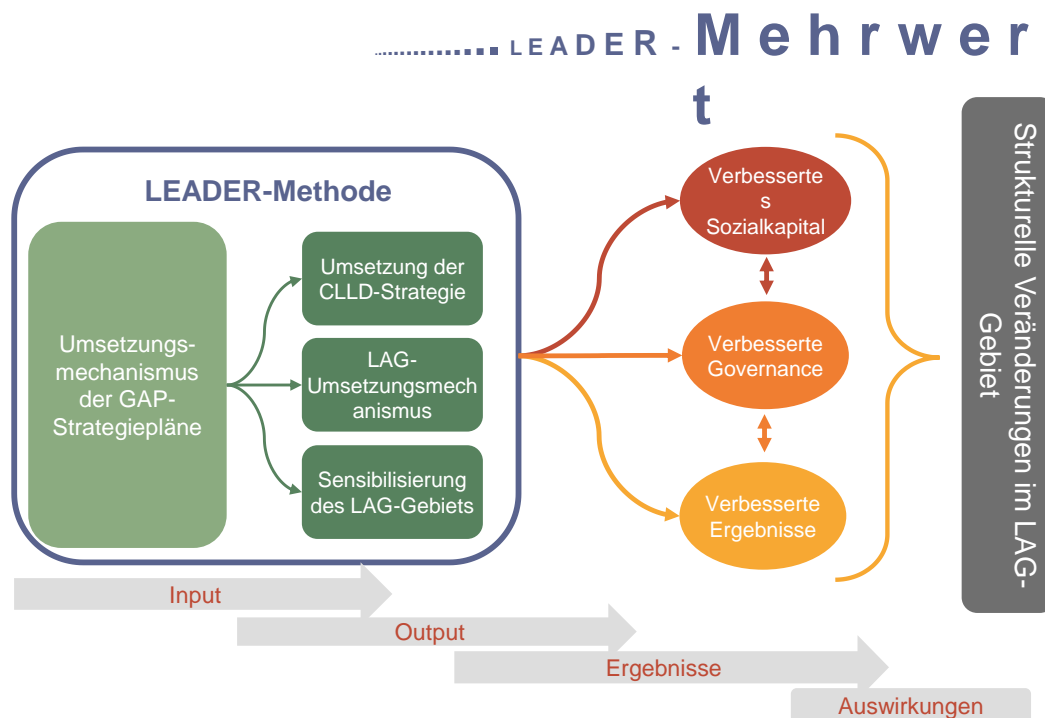 LEADER - Mehrwer
t
LEADER-Methode
Umsetzungs-
mechanismus
der GAP-
Strategiepläne
Umsetzung der
CLLD-Strategie
LAG-
Umsetzungsmech
anismus
Sensibilisierung
des LAG-Gebiets
Verbesserte
s
Sozialkapital
Verbesserte
Governance
Verbesserte
Ergebnisse
Strukturelle Veränderungen im LAG-
Gebiet
Input
Output
Ergebnisse
Auswirkungen